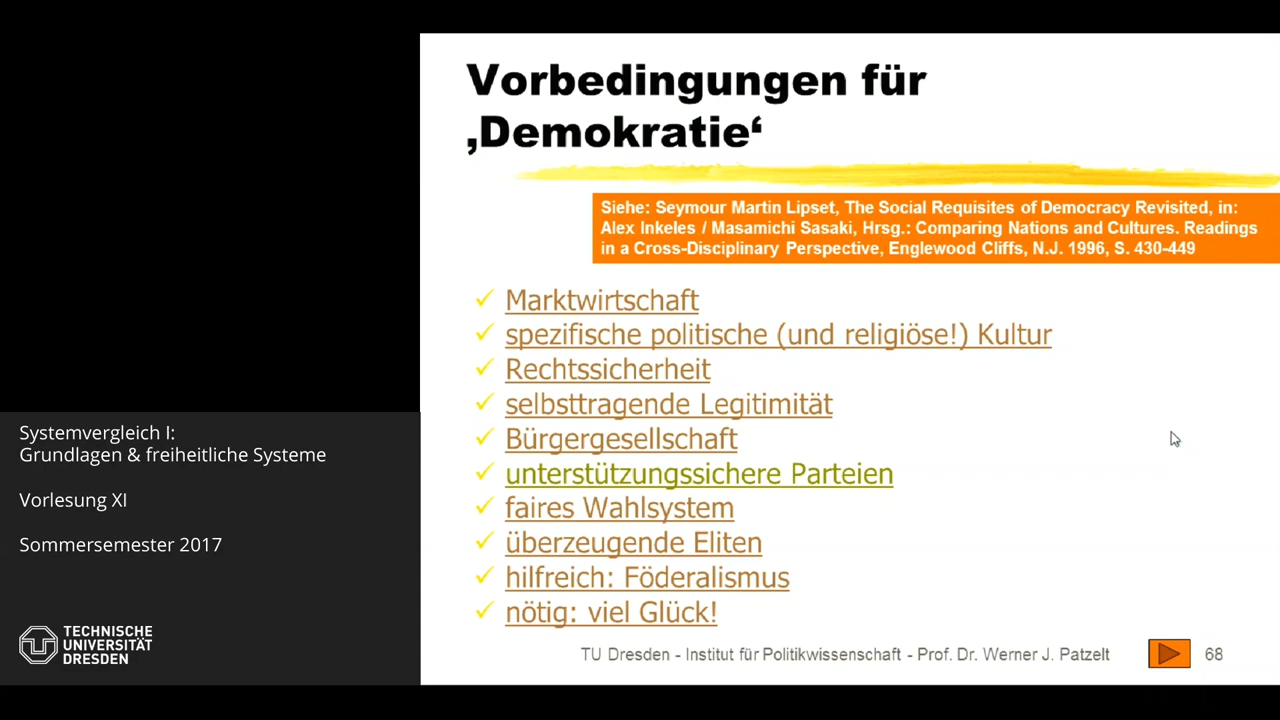 Vorbedingungen für
‚Demokratie‘
Siehe: Seymour Martin Lipset, The Social Requisites of Democracy Revisited, in:
Alex Inkeles / Masamichi Sasaki, Hrsg.: Comparing Nations and Cultures. Readings
in a Cross-Disciplinary Perspective, Englewood Cliffs, N.J. 1996, S. 430-449
Marktwirtschaft
spezifische politische (und religiöse!) Kultur
Rechtssicherheit
selbsttragende Legitimität
Bürgergesellschaft
unterstützungssichere Parteien
faires Wahlsystem
überzeugende Eliten
hilfreich: Föderalismus
nötig: viel Glück!
TU Dresden - Institut für Politikwissenschaft - Prof. Dr. Werner J. Patzelt
68
Systemvergleich I:
Grundlagen & freiheitliche Systeme
Vorlesung XI
Sommersemester 2017
TECHNISCHE
UNIVERSITÄT
DRESDEN